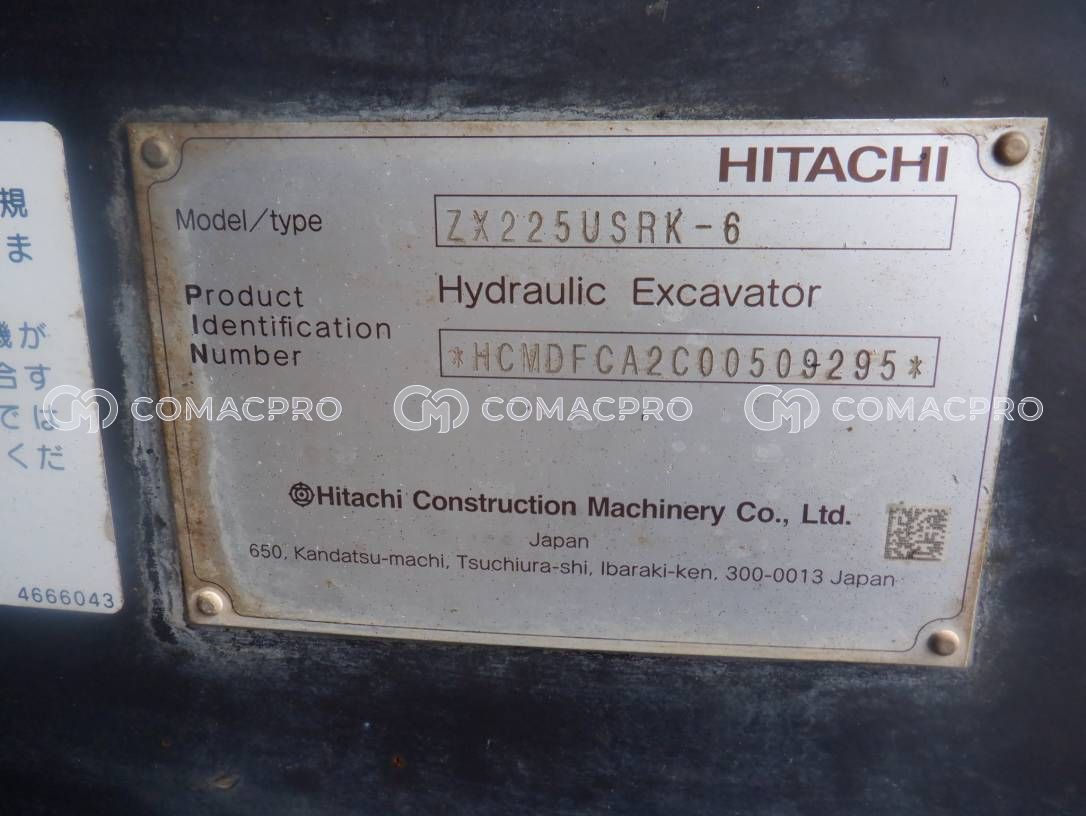 HITACHI
Model/type ZX225USRK-6
Hydraulic Excavator
Product
Identification
Number
*HCMDFCA2C00509295*
Hitachi Construction Machinery Co., Ltd.
Japan
650, Kandatsu-machi, Tsuchiura-shi, Ibaraki-ken, 300-0013 Japan
規
ま
機が
合す
では
くだ
4666043
COMACPRO COMACPRO COMACPRO